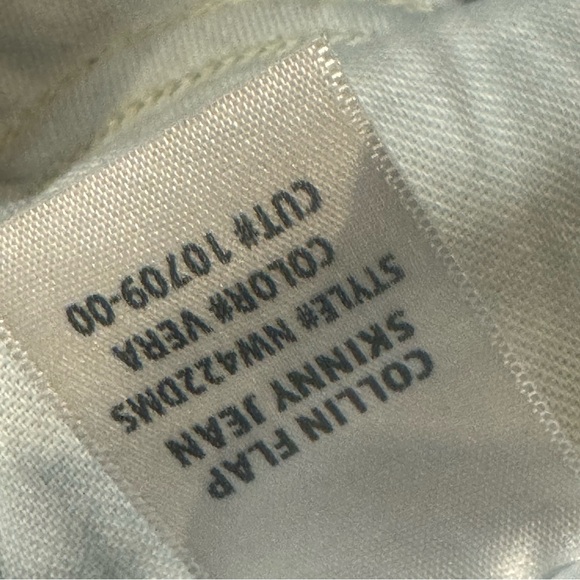 COLLIN FLAP
SKINNY JEAN
STYLE# NW422DMS
COLOR# VERA
CUT# 10709-00